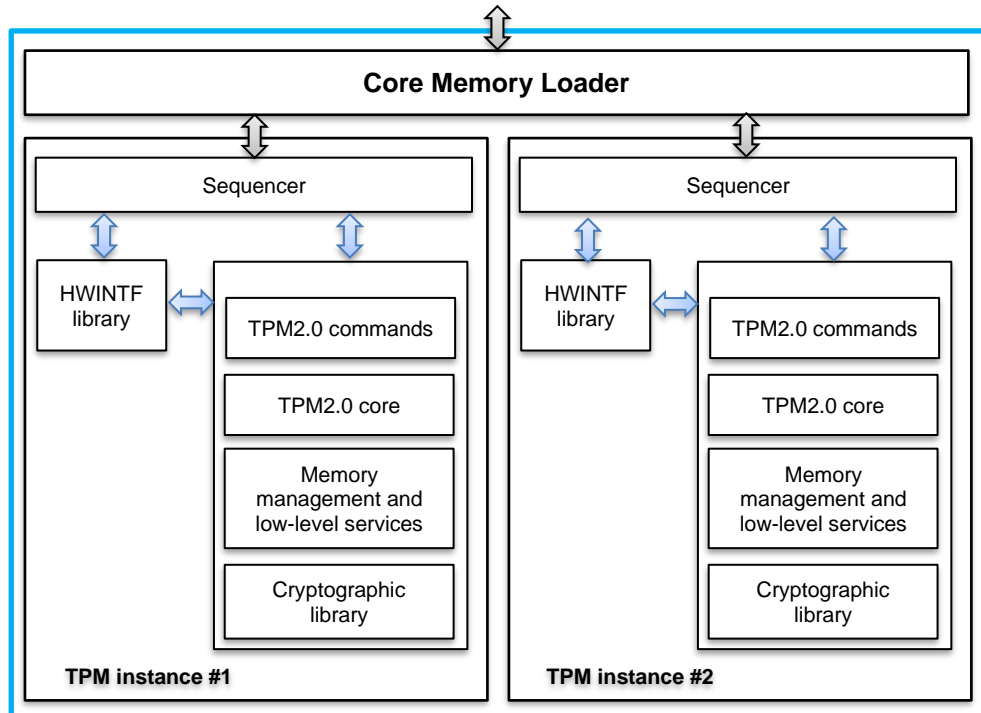 Core Memory Loader
Sequencer
HWINTF
library
TPM2.0 commands
TPM2.0 core
Memory
management and
low-level services
Cryptographic
library
TPM instance #1
Sequencer
HWINTF
library
TPM2.0 commands
TPM2.0 core
Memory
management and
low-level services
Cryptographic
library
TPM instance #2